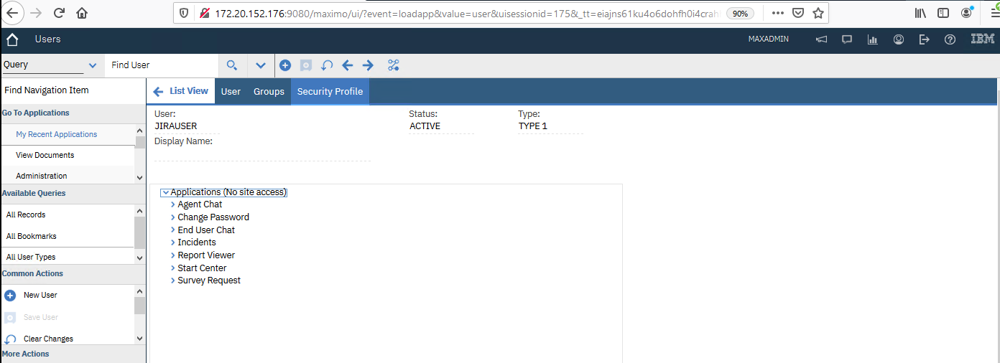 172.20.152.176:9080/maximo/ui/?event=loadapp&value=user&uisessionid=175&_tt=eiajns61ku4o6dohfh0i4crah
90%
Users
MAXADMIN
IBM
Query
Find User
Find Navigation Item
List View
User
Groups
Security Profile
Go To Applications
My Recent Applications
View Documents
Administration
Available Queries
All Records
All Bookmarks
All User Types
Common Actions
New User
Save User
Clear Changes
More Actions
User:
Status:
Type:
JIRAUSER
ACTIVE
TYPE 1
Display Name:
Applications (No site access)
Agent Chat
Change Password
End User Chat
Incidents
Report Viewer
Start Center
Survey Request